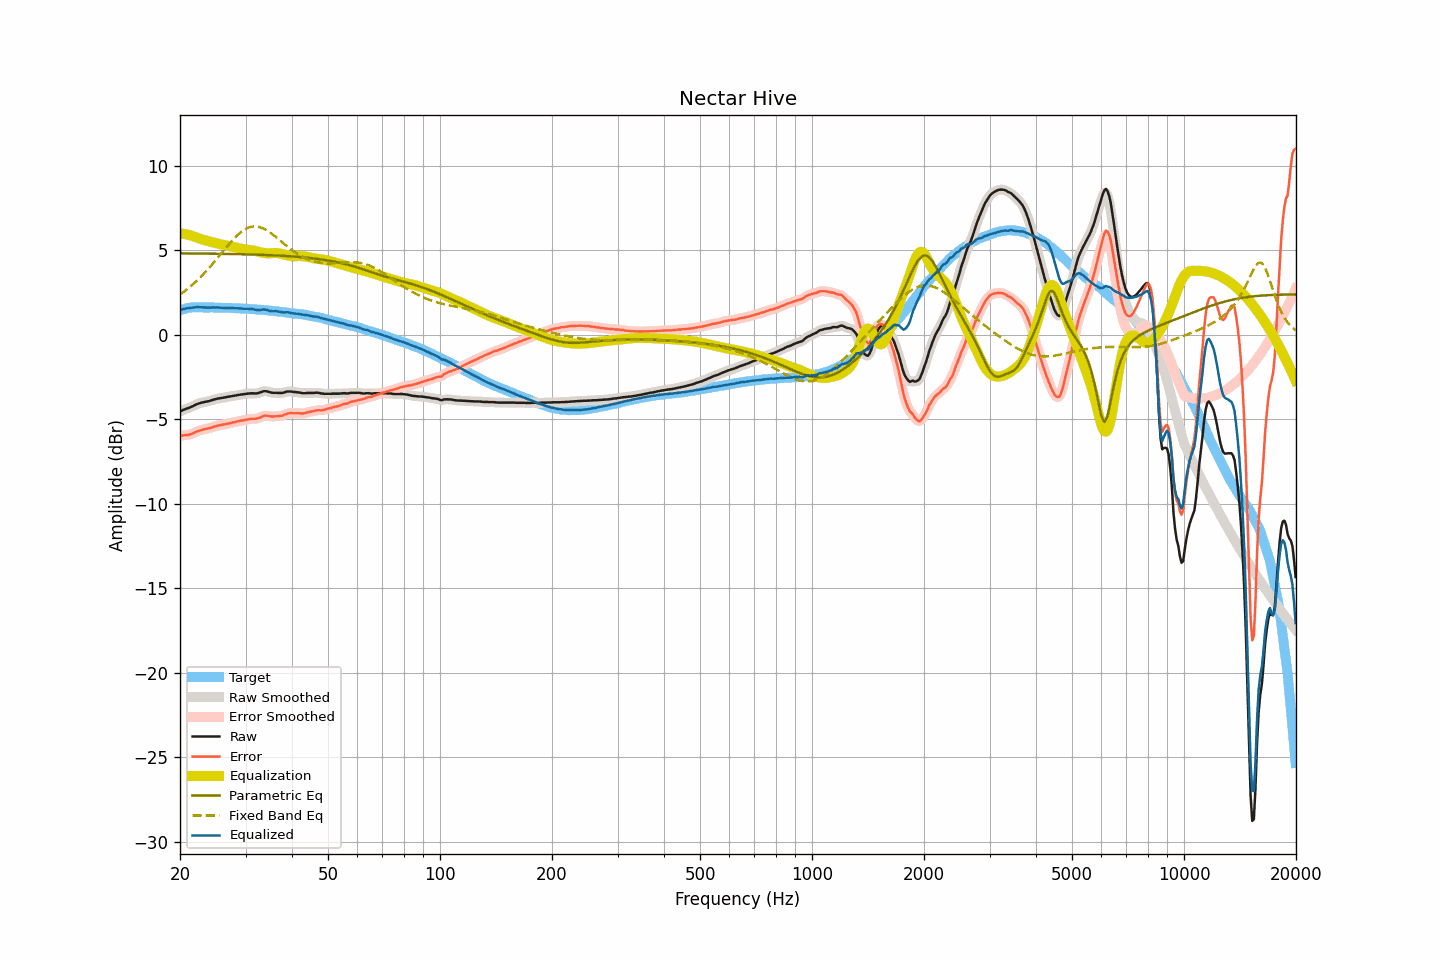 Nectar Hive
Amplitude (dBr)
10
5
0
−5
−10
−15
−20
−25
−30
Target
Raw Smoothed
Error Smoothed
Raw
Error
Equalization
Parametric Eq
Fixed Band Eq
Equalized
20 50 100 200 500 1000 2000 5000 10000 20000
Frequency (Hz)